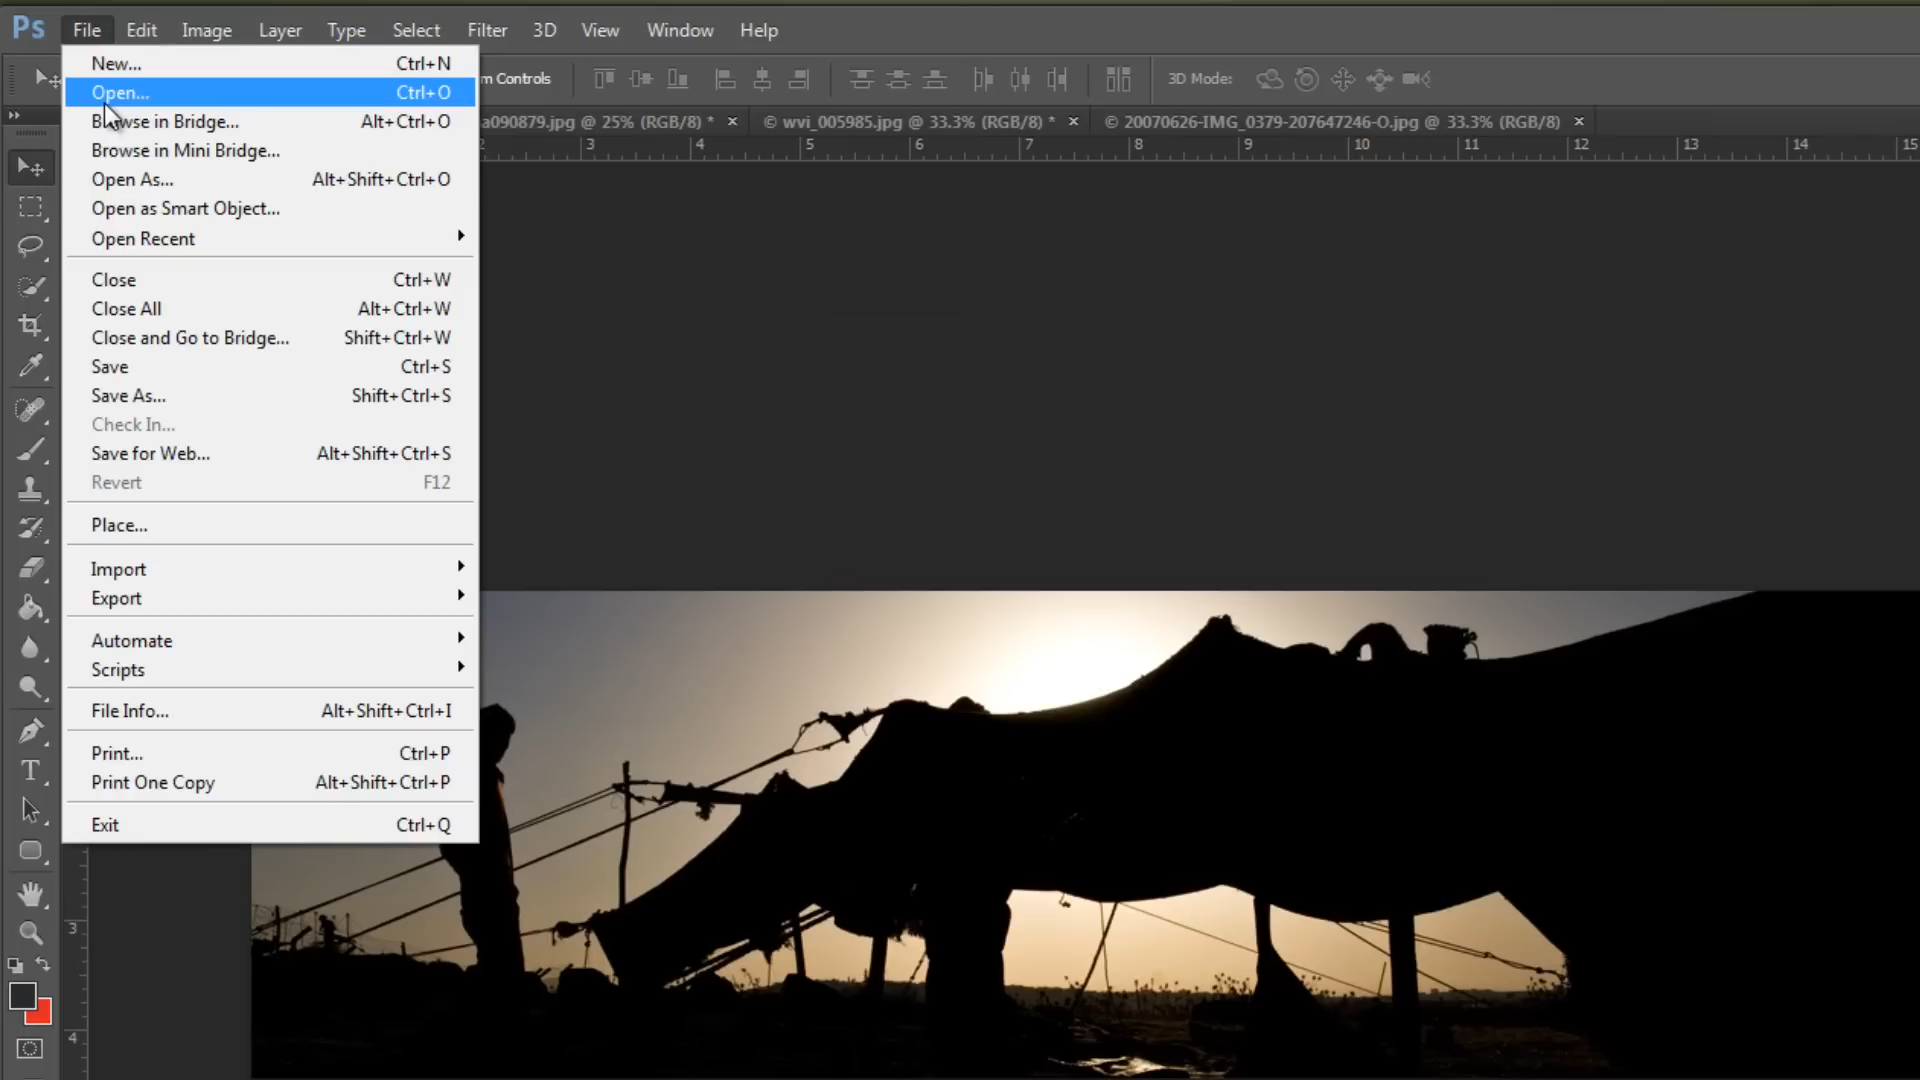 Ps File Edit Image Layer Type Select Filter 3D View Window Help
m Controls 3D Mode:
a090879.jpg @ 25% (RGB/8) * × © wvi_005985.jpg @ 33.3% (RGB/8) * × © 20070626-IMG_0379-207647246-O.jpg @ 33.3% (RGB/8) ×
2 3 4 5 6 7 8 9 10 11 12 13 14 15
New... Ctrl+N
Open... Ctrl+O
Browse in Bridge... Alt+Ctrl+O
Browse in Mini Bridge...
Open As... Alt+Shift+Ctrl+O
Open as Smart Object...
Open Recent
Close Ctrl+W
Close All Alt+Ctrl+W
Close and Go to Bridge... Shift+Ctrl+W
Save Ctrl+S
Save As... Shift+Ctrl+S
Check In...
Save for Web... Alt+Shift+Ctrl+S
Revert F12
Place...
Import
Export
Automate
Scripts
File Info... Alt+Shift+Ctrl+I
Print... Ctrl+P
Print One Copy Alt+Shift+Ctrl+P
Exit Ctrl+Q
T
3
4